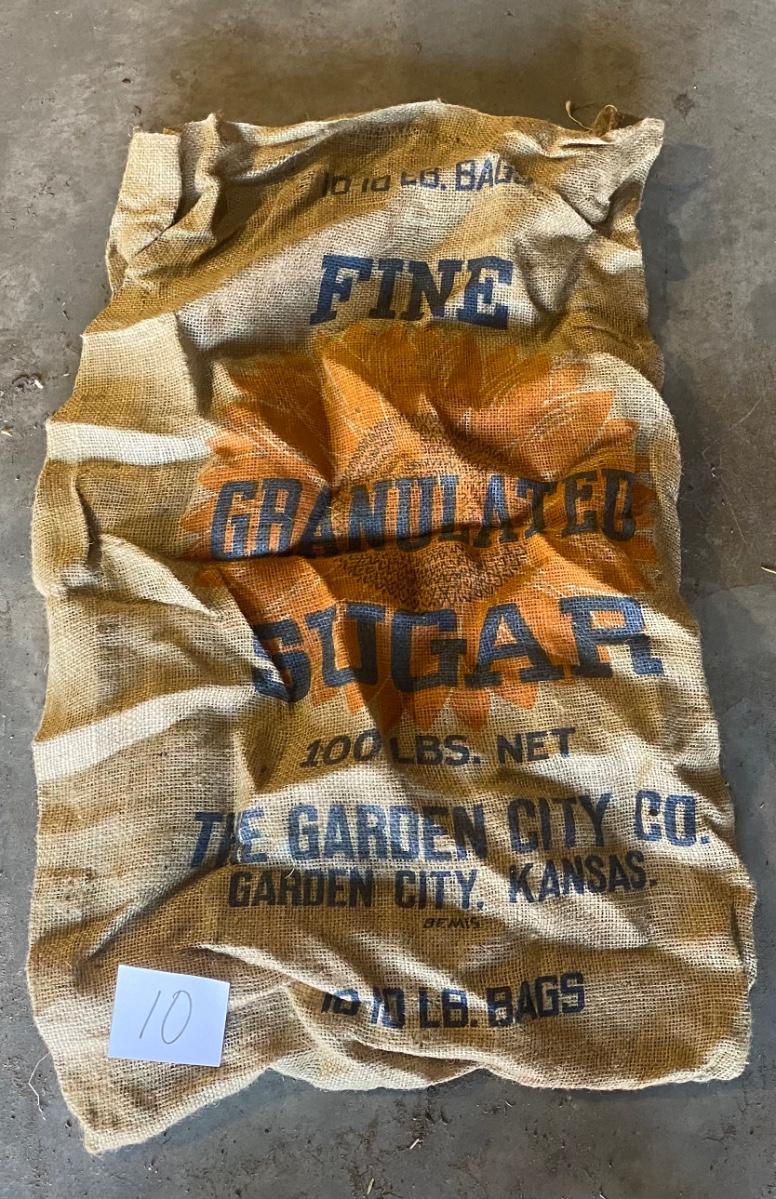 10-10 LB. BAGS
FINE
GRANULATED
SUGAR
100 LBS. NET
THE GARDEN CITY CO.
GARDEN CITY, KANSAS.
BEMIS
10-10 LB. BAGS
10